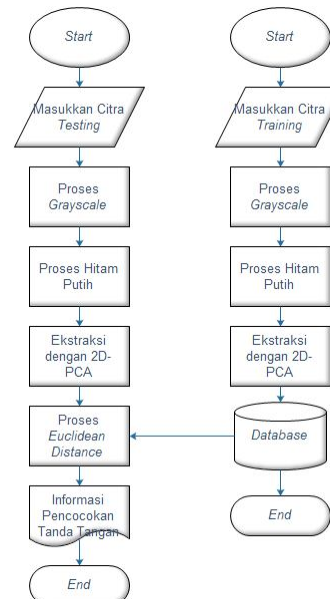 Start
Masukkan Citra
Testing
Proses
Grayscale
Proses Hitam
Putih
Ekstraksi
dengan 2D-
PCA
Proses
Euclidean
Distance
Informasi
Pencocokan
Tanda Tangan
End
Start
Masukkan Citra
Training
Proses
Grayscale
Proses Hitam
Putih
Ekstraksi
dengan 2D-
PCA
Database
End